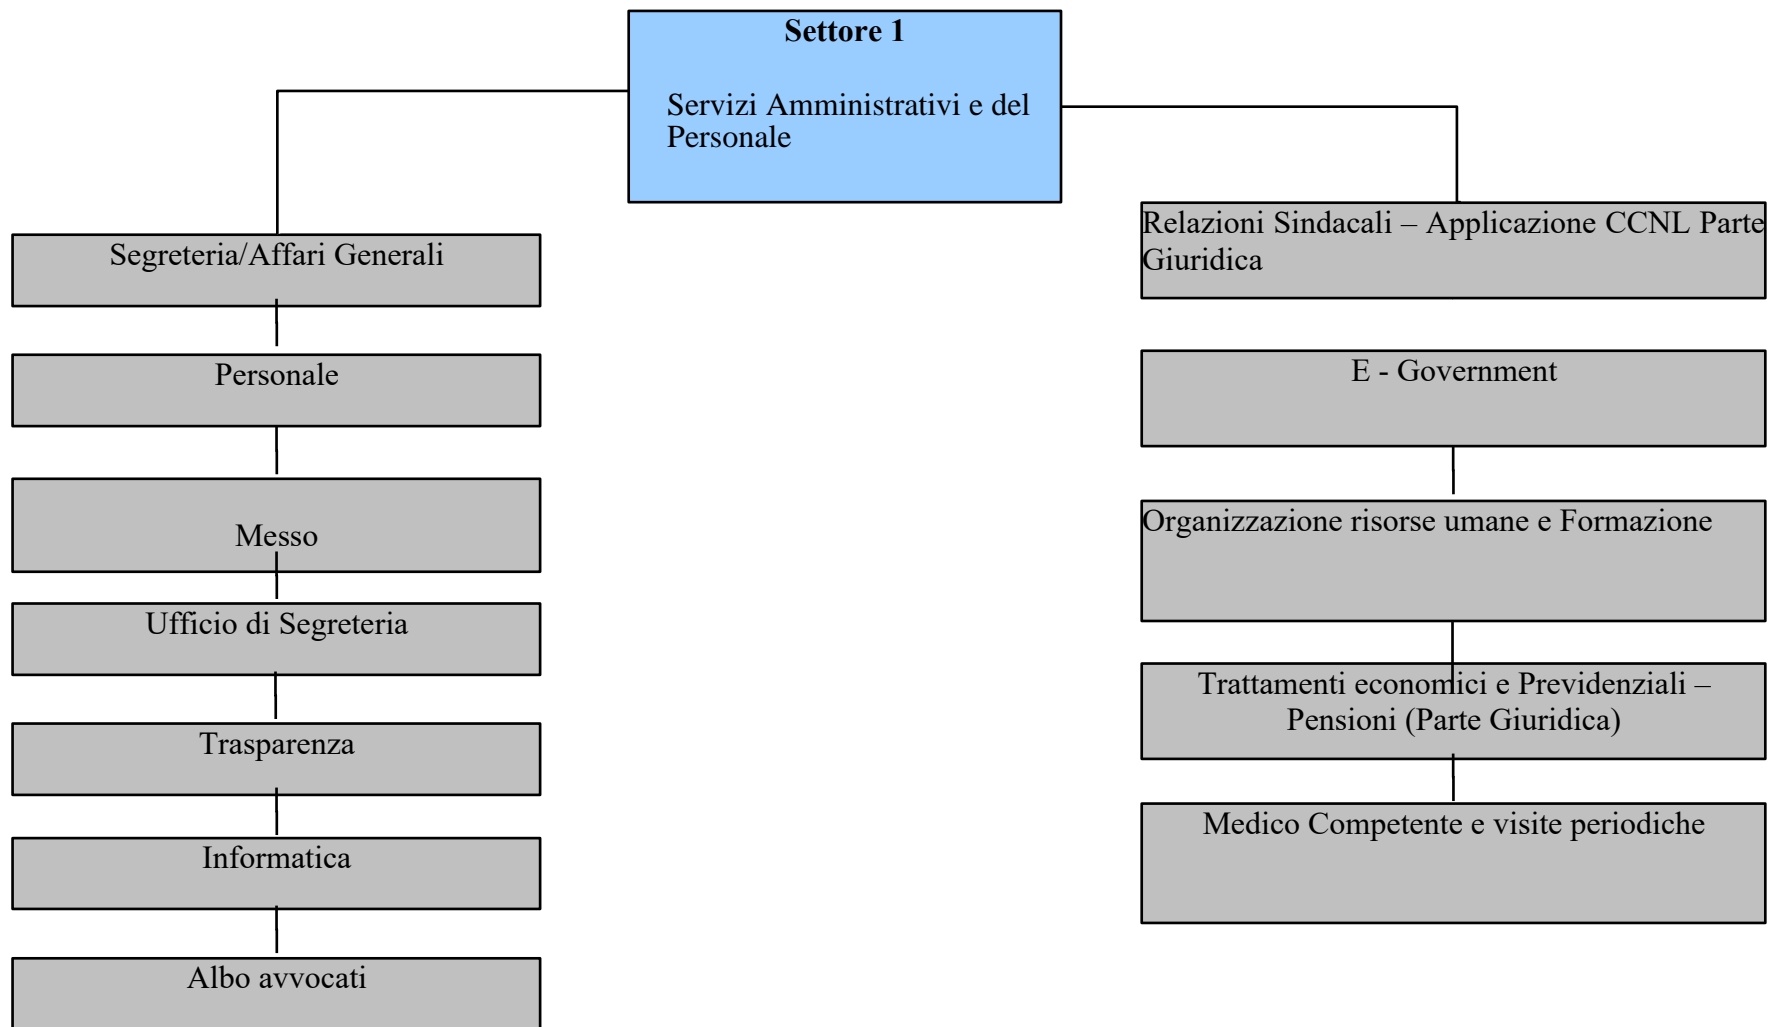 Settore 1
Servizi Amministrativi e del
Personale
Segreteria/Affari Generali
Personale
Messo
Ufficio di Segreteria
Trasparenza
Informatica
Albo avvocati
Relazioni Sindacali – Applicazione CCNL Parte
Giuridica
E - Government
Organizzazione risorse umane e Formazione
Trattamenti economici e Previdenziali –
Pensioni (Parte Giuridica)
Medico Competente e visite periodiche